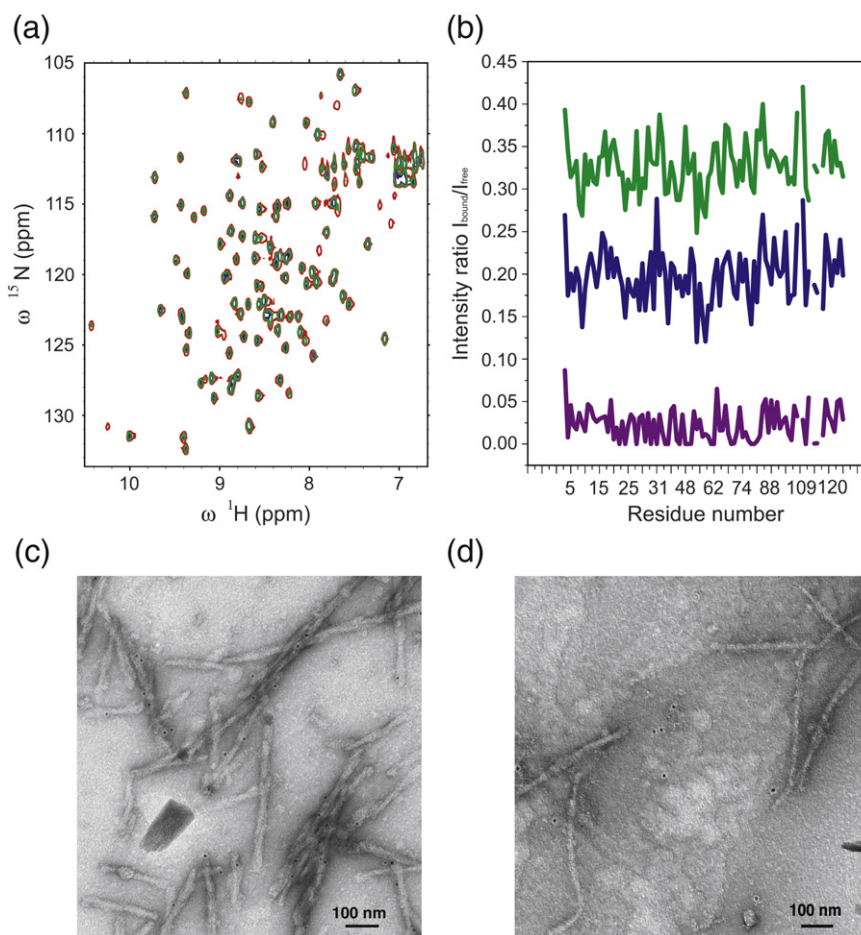 (a)
105
110
115
120
125
130
ω ¹⁵N (ppm)
10 9 8 7
ω ¹H (ppm)
(b)
0.45
0.40
0.35
0.30
0.25
0.20
0.15
0.10
0.05
0.00
Intensity ratio I_bound/I_free
5 15 25 31 48 62 74 88 109 120
Residue number
(c)
100 nm
(d)
100 nm